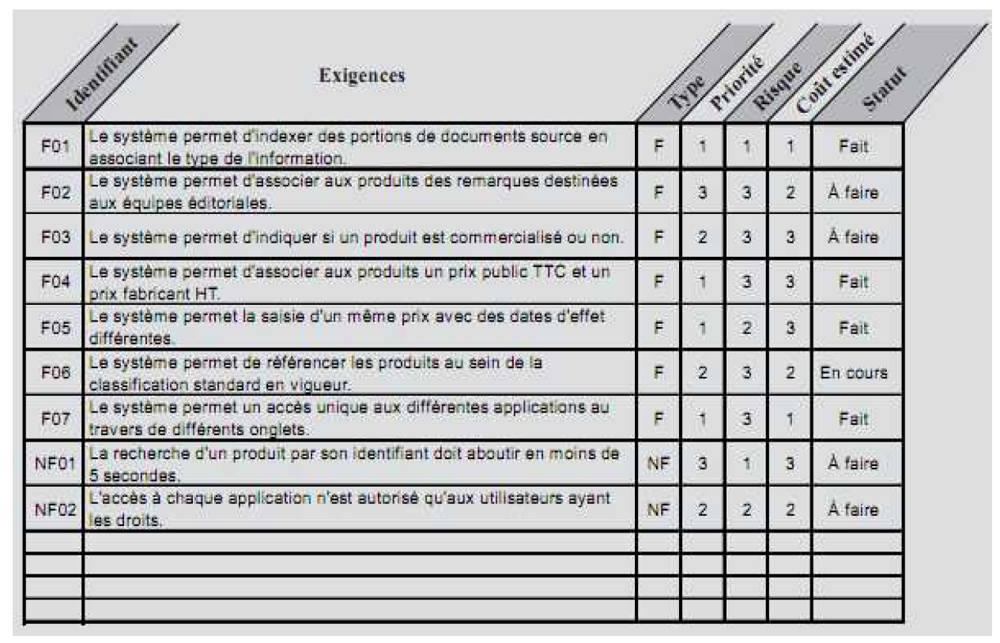 Identifiant
Exigences
Type
Priorité
Risque
Coût estimé
Statut
F01 Le système permet d'indexer des portions de documents source en F 1 1 1 Fait
associant le type de l'information.
F02 Le système permet d'associer aux produits des remarques destinées F 3 3 2 À faire
aux équipes éditoriales.
F03 Le système permet d'indiquer si un produit est commercialisé ou non. F 2 3 3 À faire
F04 Le système permet d'associer aux produits un prix public TTC et un F 1 3 3 Fait
prix fabricant HT.
F05 Le système permet la saisie d'un même prix avec des dates d'effet F 1 2 3 Fait
différentes.
F06 Le système permet de référencer les produits au sein de la F 2 3 2 En cours
classification standard en vigueur.
F07 Le système permet un accès unique aux différentes applications au F 1 3 1 Fait
travers de différents onglets.
NF01 La recherche d'un produit par son identifiant doit aboutir en moins de NF 3 1 3 À faire
5 secondes.
NF02 L'accès à chaque application n'est autorisé qu'aux utilisateurs ayant NF 2 2 2 À faire
les droits.